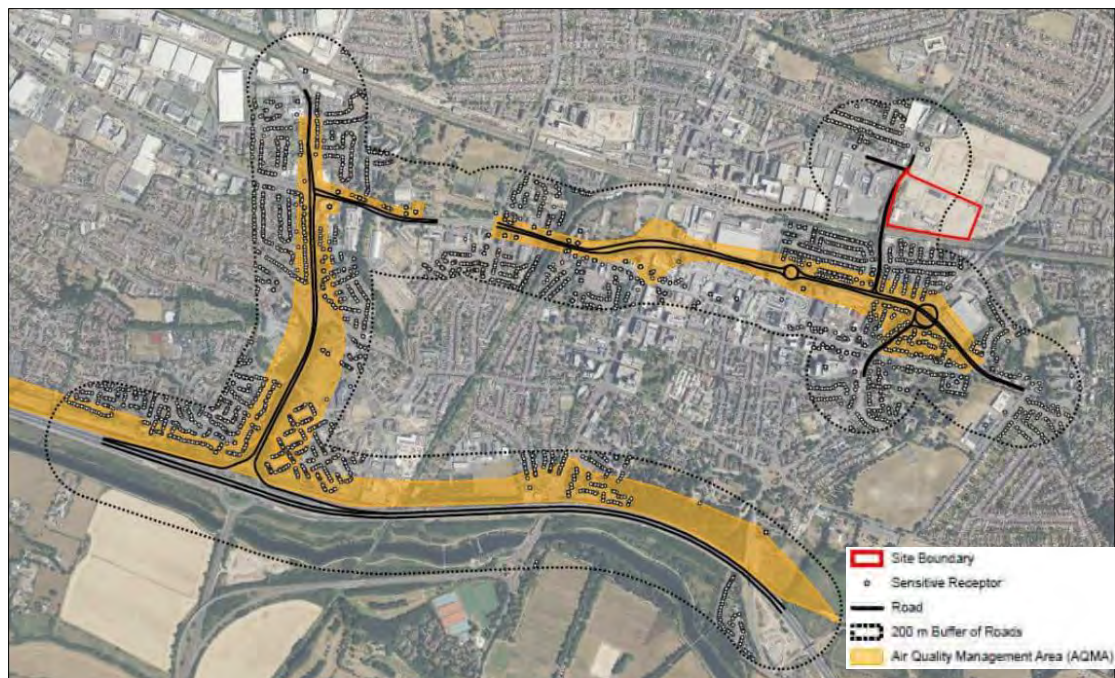 Site Boundary
Sensitive Receptor
Road
200 m Buffer of Roads
Air Quality Management Area (AQMA)